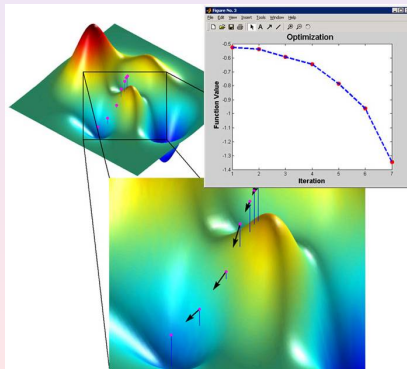 Figure No. 3
File Edit View Insert Tools Window Help
Optimization
-0.5
-0.6
-0.7
-0.8
-0.9
-1
-1.1
-1.2
-1.3
-1.4
Function Value
2 3 4 5 6 7
Iteration